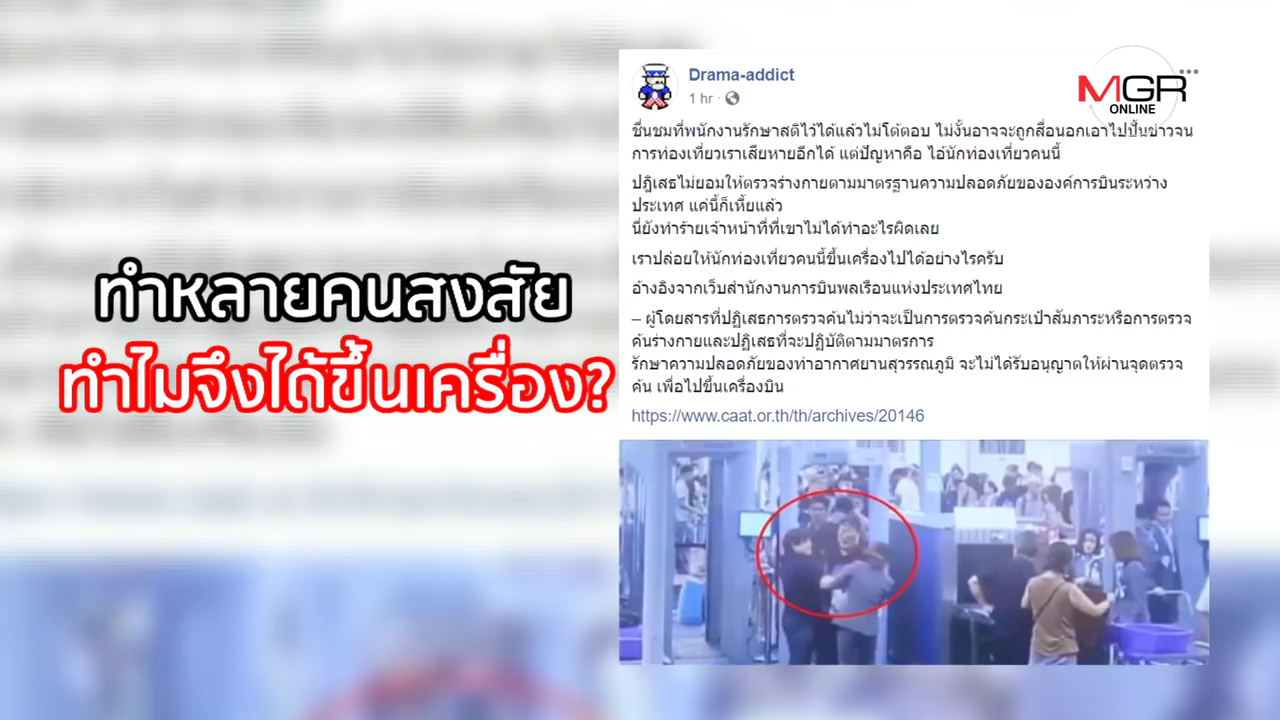 ทำหลายคนสงสัย
ทำไมจึงได้ขึ้นเครื่อง?
Drama-addict
1 hr ·
MGR
ONLINE
ชื่นชมที่พนักงานรักษาสติไว้ได้แล้วไม่โต้ตอบ ไม่งั้นอาจจะถูกสื่อนอกเอาไปปั้นข่าวจน
การท่องเที่ยวเราเสียหายอีกได้ แต่ปัญหาคือ ไอ้นักท่องเที่ยวคนนี้
ปฎิเสธไม่ยอมให้ตรวจร่างกายตามมาตรฐานความปลอดภัยขององค์การบินระหว่าง
ประเทศ แค่นี้ก็เหี้ยแล้ว
นี่ยังทำร้ายเจ้าหน้าที่ที่เขาไม่ได้ทำอะไรผิดเลย
เราปล่อยให้นักท่องเที่ยวคนนี้ขึ้นเครื่องไปได้อย่างไรครับ
อ้างอิงจากเว็บสำนักงานการบินพลเรือนแห่งประเทศไทย
– ผู้โดยสารที่ปฏิเสธการตรวจค้นไม่ว่าจะเป็นการตรวจค้นกระเป๋าสัมภาระหรือการตรวจ
ค้นร่างกายและปฏิเสธที่จะปฏิบัติตามมาตรการ
รักษาความปลอดภัยของท่าอากาศยานสุวรรณภูมิ จะไม่ได้รับอนุญาตให้ผ่านจุดตรวจ
ค้น เพื่อไปขึ้นเครื่องบิน
https://www.caat.or.th/th/archives/20146